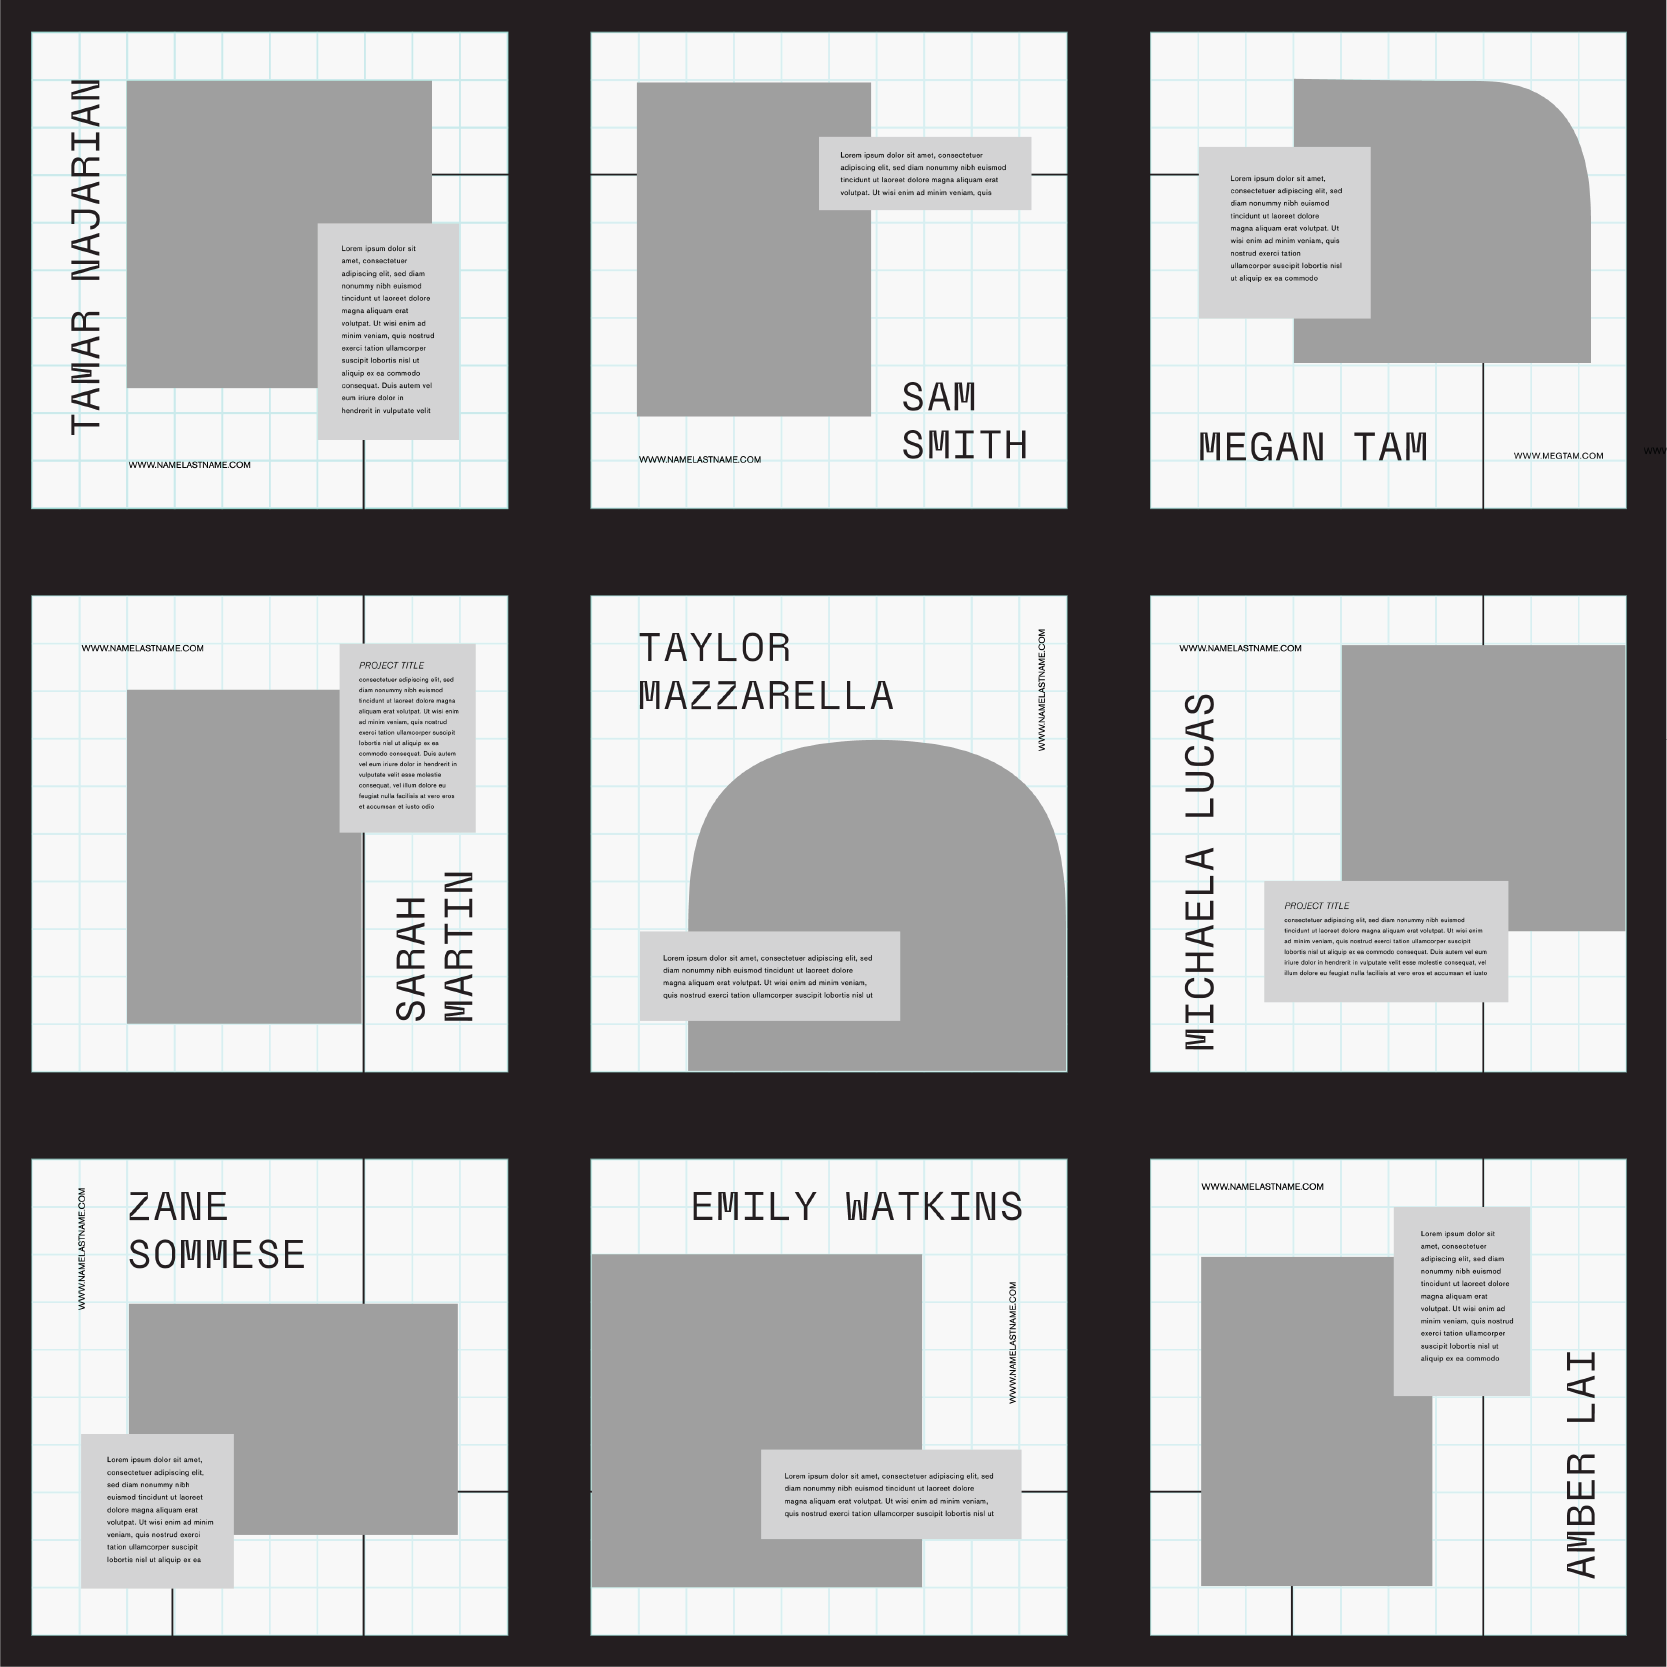 TAMAR NAJARIAN
Lorem ipsum dolor sit
amet, consectetuer
adipiscing elit, sed diam
nonummy nibh euismod
tincidunt ut laoreet dolore
magna aliquam erat
volutpat. Ut wisi enim ad
minim veniam, quis nostrud
exerci tation ullamcorper
suscipit lobortis nisl ut
aliquip ex ea commodo
consequat. Duis autem vel
eum iriure dolor in
hendrerit in vulputate velit
WWW.NAMELASTNAME.COM
Lorem ipsum dolor sit amet, consectetuer
adipiscing elit, sed diam nonummy nibh euismod
tincidunt ut laoreet dolore magna aliquam erat
volutpat. Ut wisi enim ad minim veniam, quis
SAM
SMITH
WWW.NAMELASTNAME.COM
Lorem ipsum dolor sit amet,
consectetuer adipiscing elit, sed
diam nonummy nibh euismod
tincidunt ut laoreet dolore
magna aliquam erat volutpat. Ut
wisi enim ad minim veniam, quis
nostrud exerci tation
ullamcorper suscipit lobortis nisl
ut aliquip ex ea commodo
MEGAN TAM
WWW.MEGTAM.COM
WWW.NAMELASTNAME.COM
PROJECT TITLE
consectetuer adipiscing elit, sed
diam nonummy nibh euismod
tincidunt ut laoreet dolore magna
aliquam erat volutpat. Ut wisi enim
ad minim veniam, quis nostrud
exerci tation ullamcorper suscipit
lobortis nisl ut aliquip ex ea
commodo consequat. Duis autem
vel eum iriure dolor in hendrerit in
vulputate velit esse molestie
consequat, vel illum dolore eu
feugiat nulla facilisis at vero eros
et accumsan et iusto odio
SARAH
MARTIN
TAYLOR
MAZZARELLA
WWW.NAMELASTNAME.COM
Lorem ipsum dolor sit amet, consectetuer adipiscing elit, sed
diam nonummy nibh euismod tincidunt ut laoreet dolore
magna aliquam erat volutpat. Ut wisi enim ad minim veniam,
quis nostrud exerci tation ullamcorper suscipit lobortis nisl ut
WWW.NAMELASTNAME.COM
MICHAELA LUCAS
PROJECT TITLE
consectetuer adipiscing elit, sed diam nonummy nibh euismod
tincidunt ut laoreet dolore magna aliquam erat volutpat. Ut wisi enim
ad minim veniam, quis nostrud exerci tation ullamcorper suscipit
lobortis nisl ut aliquip ex ea commodo consequat. Duis autem vel eum
iriure dolor in hendrerit in vulputate velit esse molestie consequat, vel
illum dolore eu feugiat nulla facilisis at vero eros et accumsan et iusto
WWW.NAMELASTNAME.COM
ZANE
SOMMESE
Lorem ipsum dolor sit amet,
consectetuer adipiscing elit,
sed diam nonummy nibh
euismod tincidunt ut laoreet
dolore magna aliquam erat
volutpat. Ut wisi enim ad minim
veniam, quis nostrud exerci
tation ullamcorper suscipit
lobortis nisl ut aliquip ex ea
EMILY WATKINS
WWW.NAMELASTNAME.COM
Lorem ipsum dolor sit amet, consectetuer adipiscing elit, sed
diam nonummy nibh euismod tincidunt ut laoreet dolore
magna aliquam erat volutpat. Ut wisi enim ad minim veniam,
quis nostrud exerci tation ullamcorper suscipit lobortis nisl ut
WWW.NAMELASTNAME.COM
Lorem ipsum dolor sit
amet, consectetuer
adipiscing elit, sed diam
nonummy nibh euismod
tincidunt ut laoreet dolore
magna aliquam erat
volutpat. Ut wisi enim ad
minim veniam, quis nostrud
exerci tation ullamcorper
suscipit lobortis nisl ut
aliquip ex ea commodo
AMBER LAI